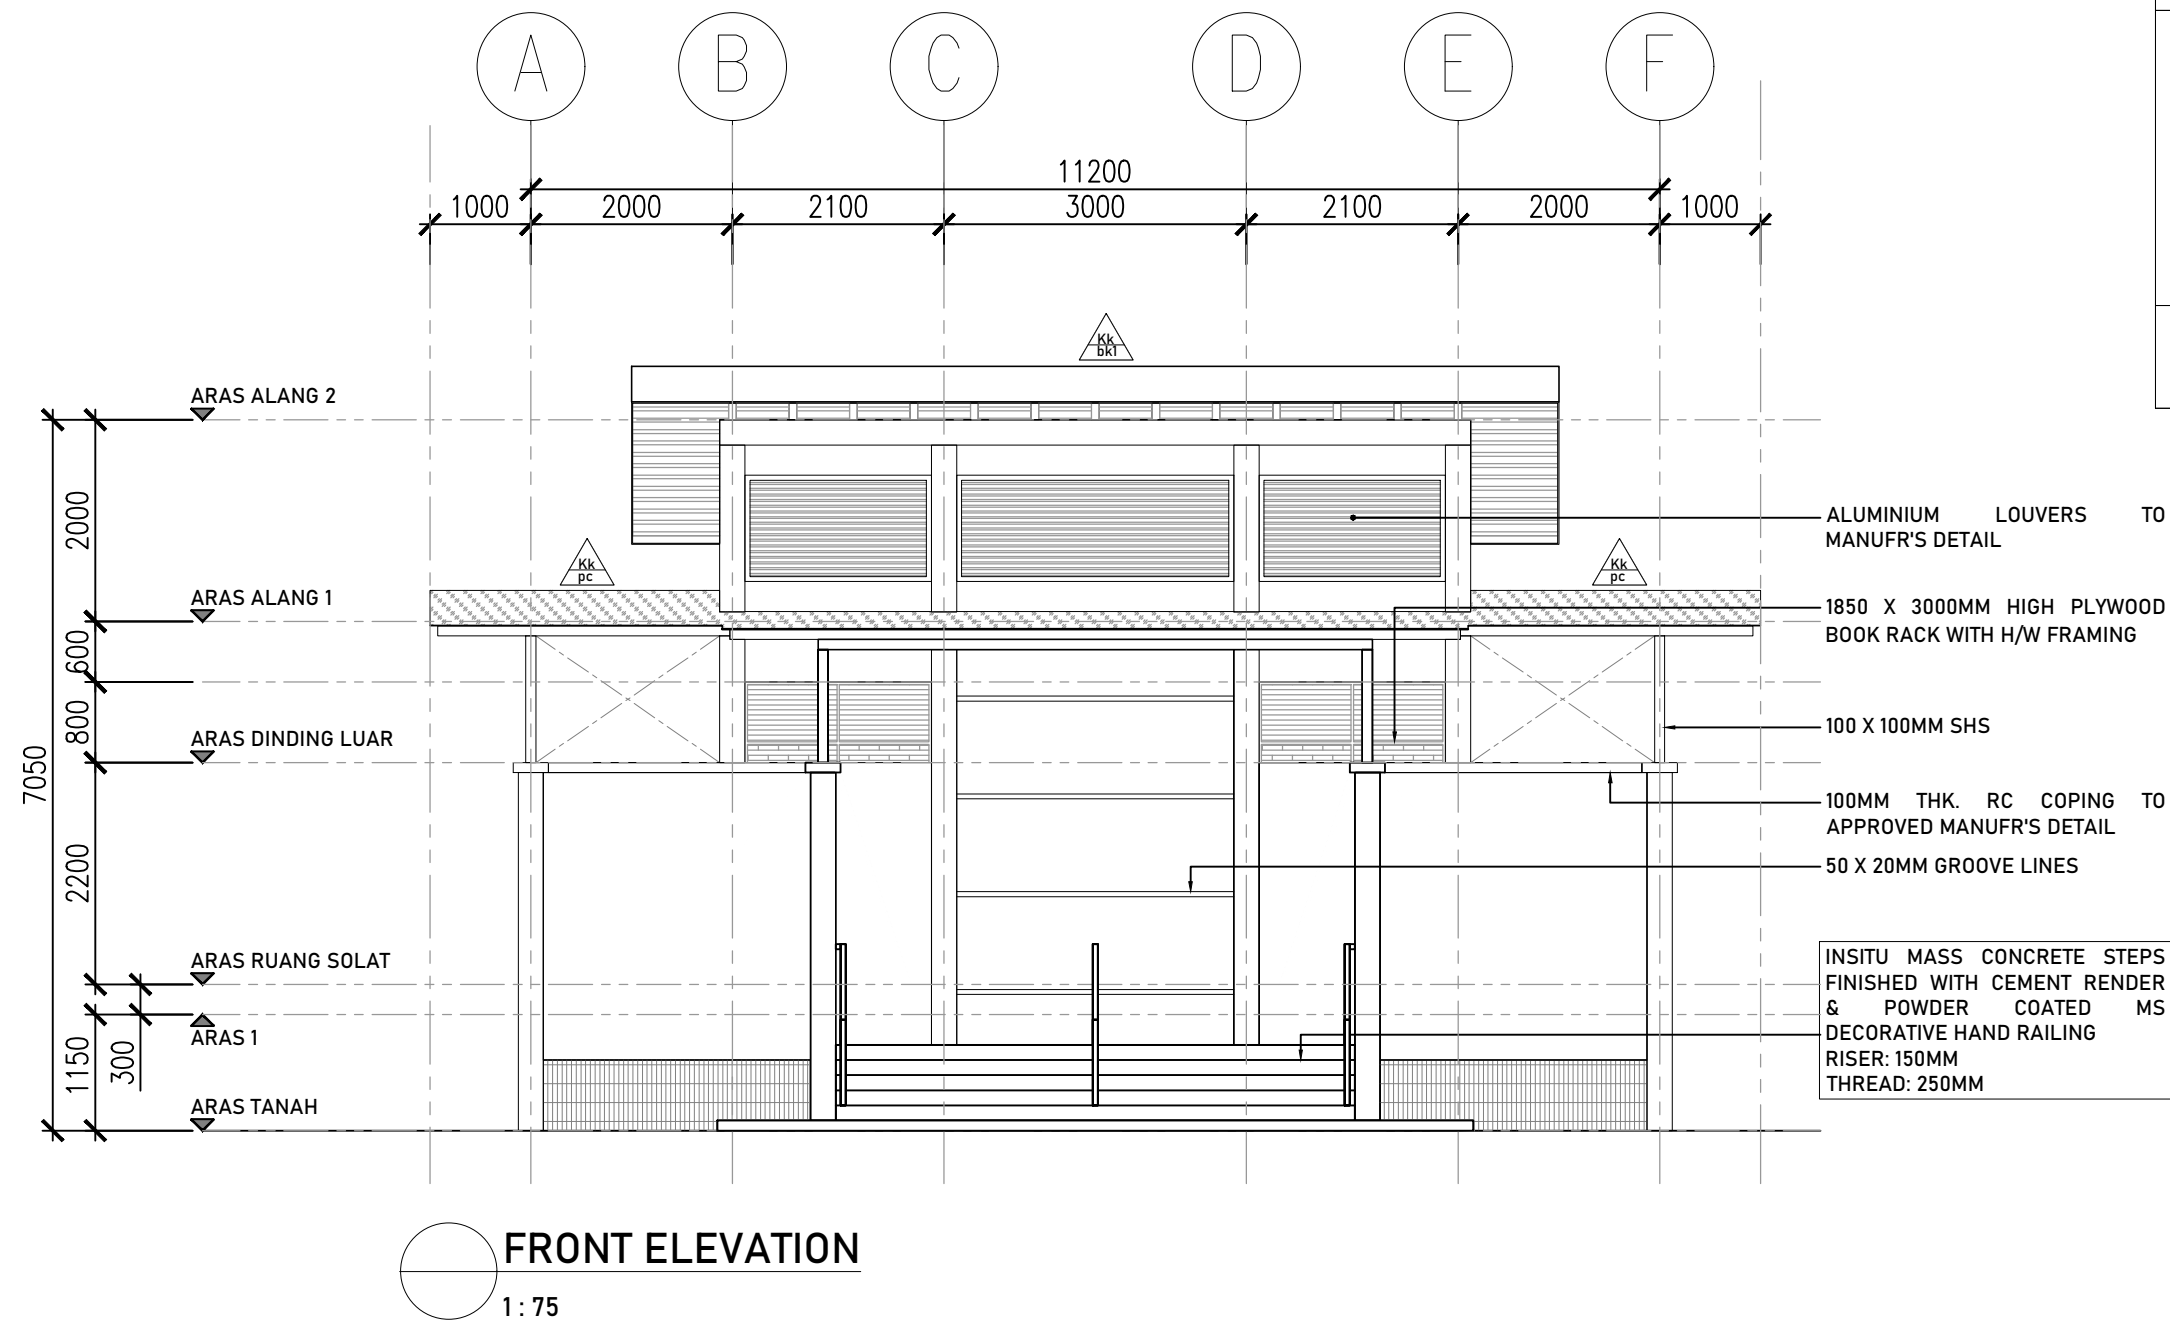 A B C D E F
11200
1000 2000 2100 3000 2100 2000 1000
Kk
bk1
ARAS ALANG 2
2000
ALUMINIUM LOUVERS TO
MANUFR'S DETAIL
Kk
pc
Kk
pc
ARAS ALANG 1
1850 X 3000MM HIGH PLYWOOD
BOOK RACK WITH H/W FRAMING
600
800
100 X 100MM SHS
ARAS DINDING LUAR
7050
100MM THK. RC COPING TO
APPROVED MANUFR'S DETAIL
2200
50 X 20MM GROOVE LINES
ARAS RUANG SOLAT
ARAS 1
1150
300
INSITU MASS CONCRETE STEPS
FINISHED WITH CEMENT RENDER
& POWDER COATED MS
DECORATIVE HAND RAILING
RISER: 150MM
THREAD: 250MM
ARAS TANAH
FRONT ELEVATION
1 : 75